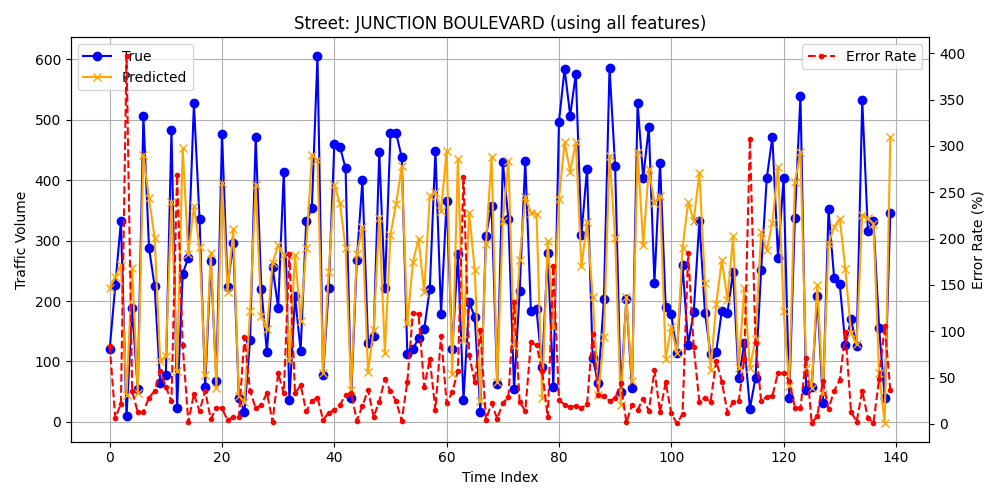 Street: JUNCTION BOULEVARD (using all features)
True
Predicted
Error Rate
Traffic Volume
600
500
400
300
200
100
0
400
350
300
250
200
150
100
50
0
Error Rate (%)
0 20 40 60 80 100 120 140
Time Index